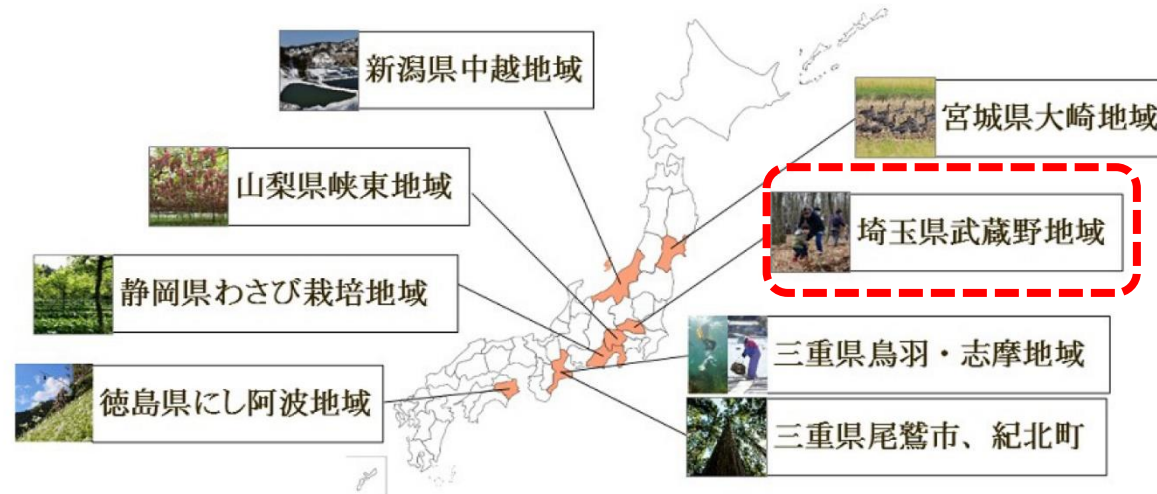 新潟県中越地域
宮城県大崎地域
山梨県峡東地域
埼玉県武蔵野地域
静岡県わさび栽培地域
三重県鳥羽・志摩地域
徳島県にし阿波地域
三重県尾鷲市、紀北町